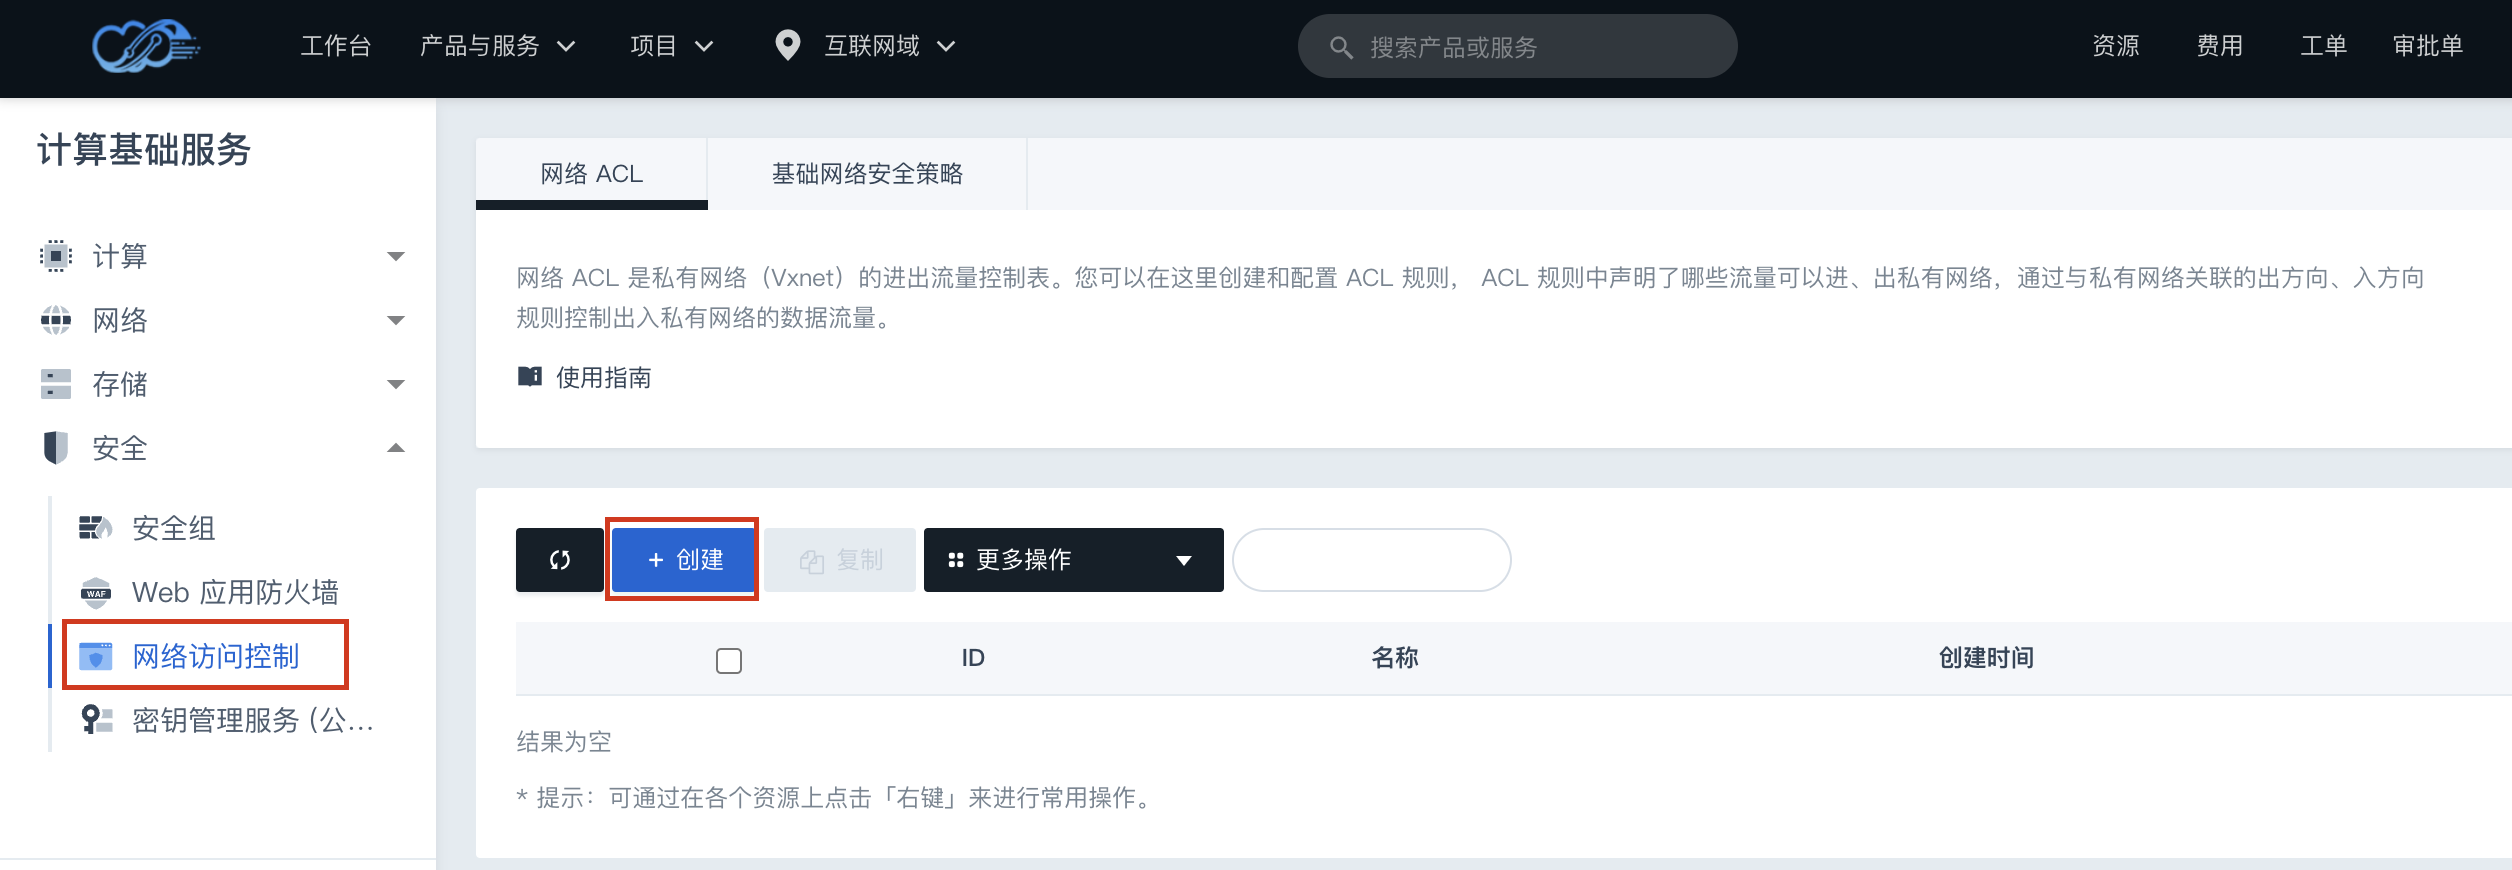 工作台
产品与服务
项目
互联网域
搜索产品或服务
资源
费用
工单
审批单
计算基础服务
计算
网络
存储
安全
安全组
WAF
Web 应用防火墙
网络访问控制
密钥管理服务 (公...
网络 ACL
基础网络安全策略
网络 ACL 是私有网络（Vxnet）的进出流量控制表。您可以在这里创建和配置 ACL 规则， ACL 规则中声明了哪些流量可以进、出私有网络，通过与私有网络关联的出方向、入方向
规则控制出入私有网络的数据流量。
使用指南
+ 创建
复制
更多操作
ID
名称
创建时间
结果为空
* 提示：可通过在各个资源上点击「右键」来进行常用操作。